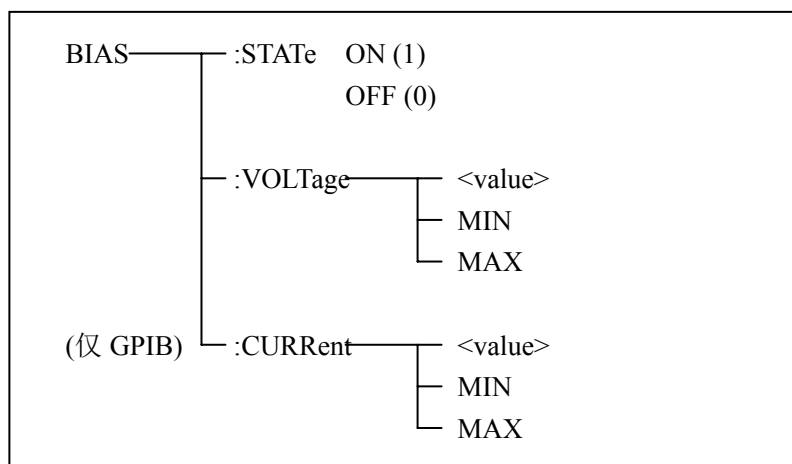 BIAS :STATe ON (1)
OFF (0)
:VOLTage <value>
MIN
MAX
(仅 GPIB) :CURRent <value>
MIN
MAX